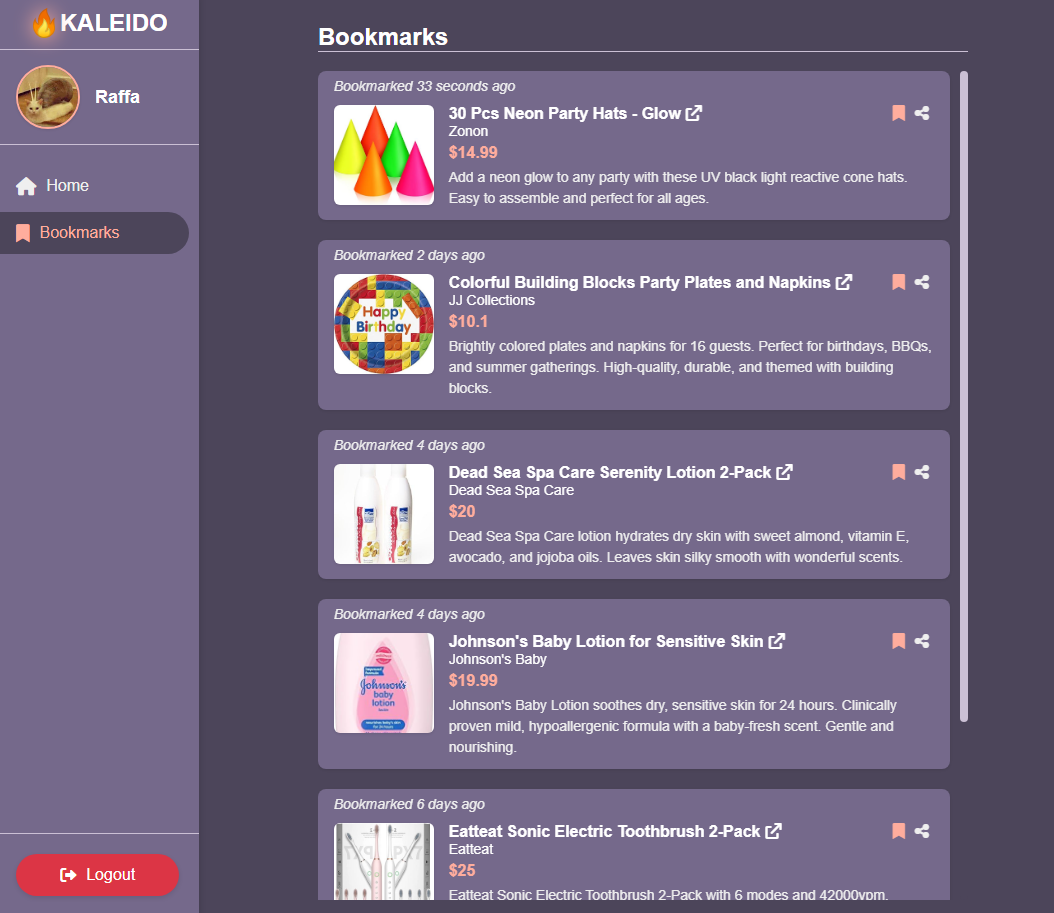 KALEIDO
Raffa
Home
Bookmarks
Logout
Bookmarks
Bookmarked 33 seconds ago
30 Pcs Neon Party Hats - Glow
Zonon
$14.99
Add a neon glow to any party with these UV black light reactive cone hats.
Easy to assemble and perfect for all ages.
Bookmarked 2 days ago
Happy
Birthday
Colorful Building Blocks Party Plates and Napkins
JJ Collections
$10.1
Brightly colored plates and napkins for 16 guests. Perfect for birthdays, BBQs,
and summer gatherings. High-quality, durable, and themed with building
blocks.
Bookmarked 4 days ago
Dead Sea Spa Care Serenity Lotion 2-Pack
Dead Sea Spa Care
$20
Dead Sea Spa Care lotion hydrates dry skin with sweet almond, vitamin E,
avocado, and jojoba oils. Leaves skin silky smooth with wonderful scents.
Bookmarked 4 days ago
Johnson's
baby
lotion
Johnson's Baby Lotion for Sensitive Skin
Johnson's Baby
$19.99
Johnson's Baby Lotion soothes dry, sensitive skin for 24 hours. Clinically
proven mild, hypoallergenic formula with a baby-fresh scent. Gentle and
nourishing.
Bookmarked 6 days ago
Eatteat Sonic Electric Toothbrush 2-Pack
Eatteat
$25
Eatteat Sonic Electric Toothbrush 2-Pack with 6 modes and 42000vpm.